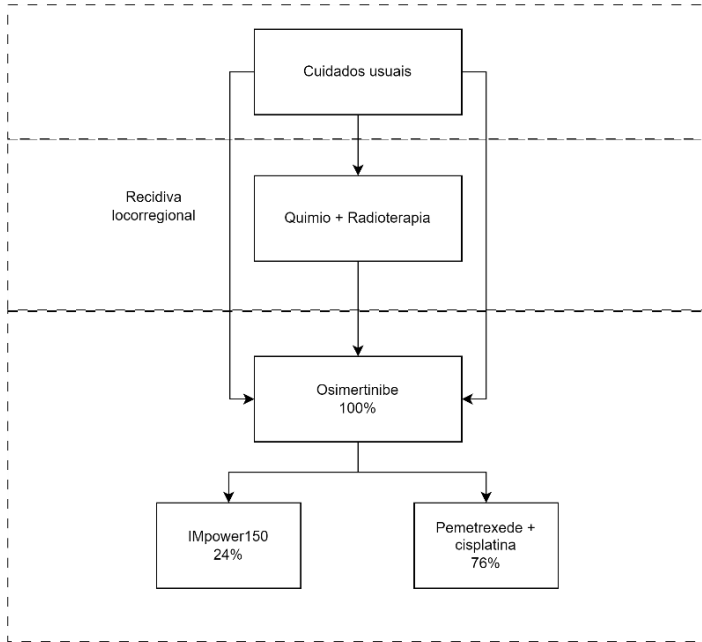 Cuidados usuais
Recidiva
locorregional
Quimio + Radioterapia
Osimertinibe
100%
IMpower150
24%
Pemetrexede +
cisplatina
76%